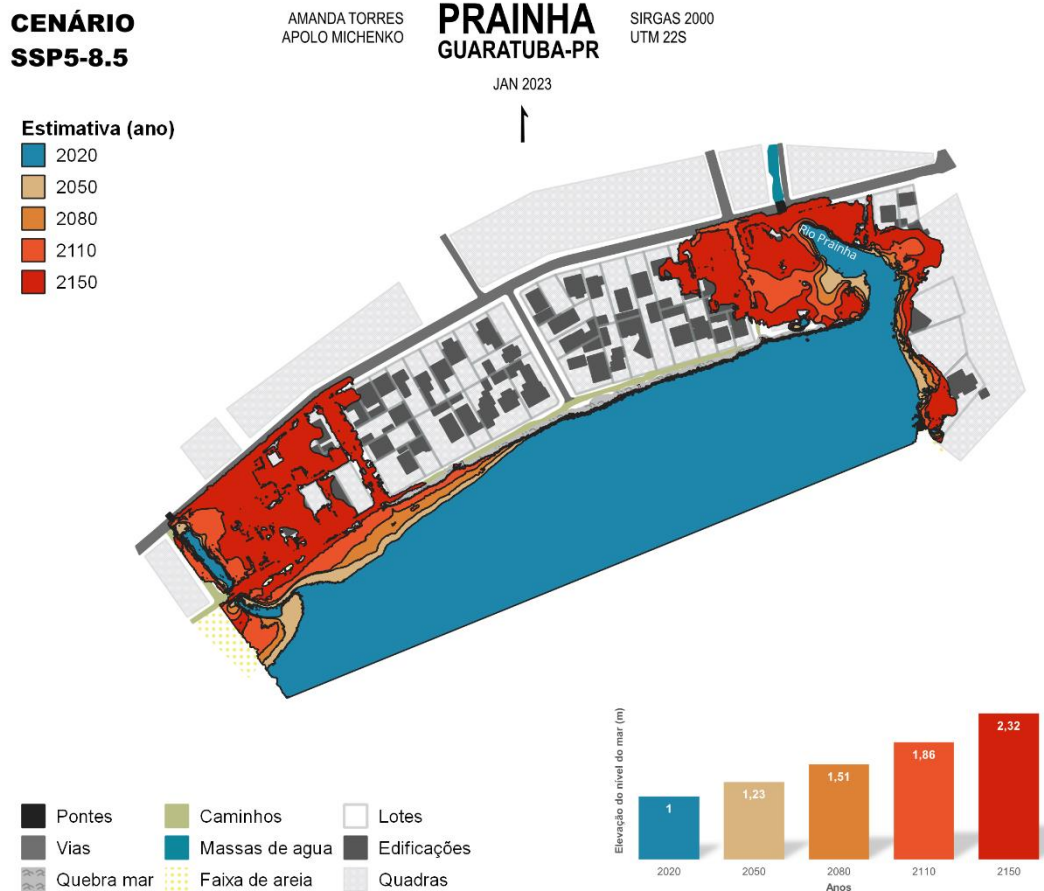 CENÁRIO
SSP5-8.5
AMANDA TORRES
APOLO MICHENKO
PRAINHA
GUARATUBA-PR
SIRGAS 2000
UTM 22S
JAN 2023
Estimativa (ano)
2020
2050
2080
2110
2150
Rio Prainha
Elevação do nível do mar (m)
1
1,23
1,51
1,86
2,32
2020
2050
2080
2110
2150
Anos
Pontes
Caminhos
Lotes
Vias
Massas de agua
Edificações
Quebra mar
Faixa de areia
Quadras